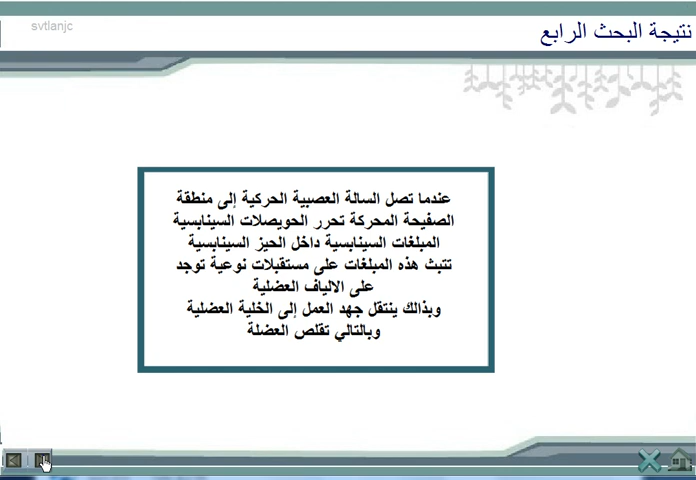 svtlanjc
نتيجة البحث الرابع
عندما تصل السالة العصبية الحركية إلى منطقة
الصفيحة المحركة تحرر الحويصلات السينابسية
المبلغات السينابسية داخل الحيز السينابسية
تتبث هذه المبلغات على مستقبلات نوعية توجد
على الالياف العضلية
وبذالك ينتقل جهد العمل إلى الخلية العضلية
وبالتالي تقلص العضلة